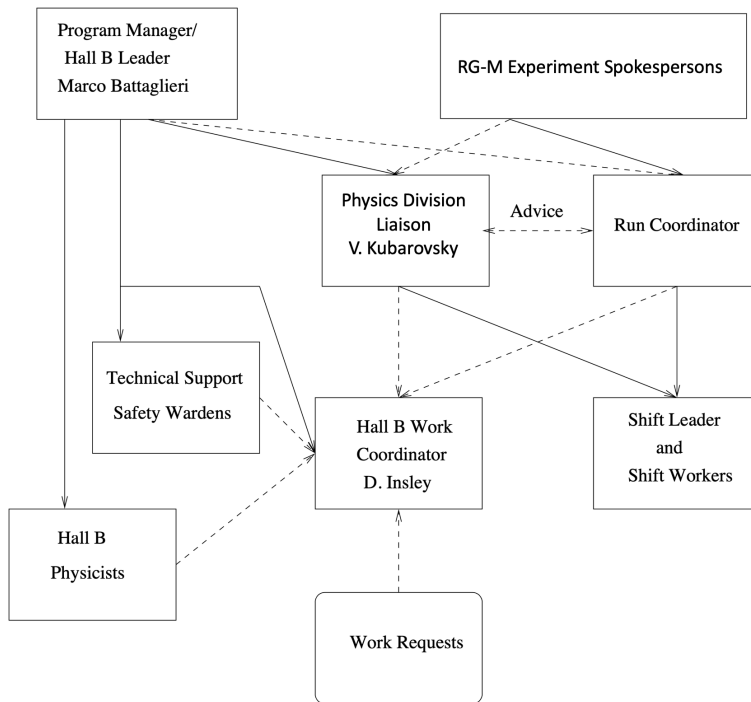 Program Manager/
Hall B Leader
Marco Battaglieri
RG-M Experiment Spokespersons
Physics Division
Liaison
V. Kubarovsky
Advice
Run Coordinator
Technical Support
Safety Wardens
Hall B Work
Coordinator
D. Insley
Shift Leader
and
Shift Workers
Hall B
Physicists
Work Requests